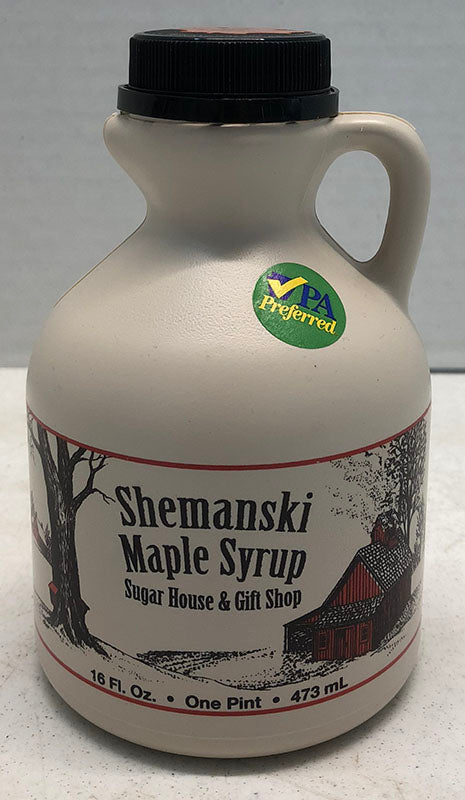 PA
Preferred
Shemanski
Maple Syrup
Sugar House & Gift Shop
16 Fl. Oz. • One Pint • 473 mL